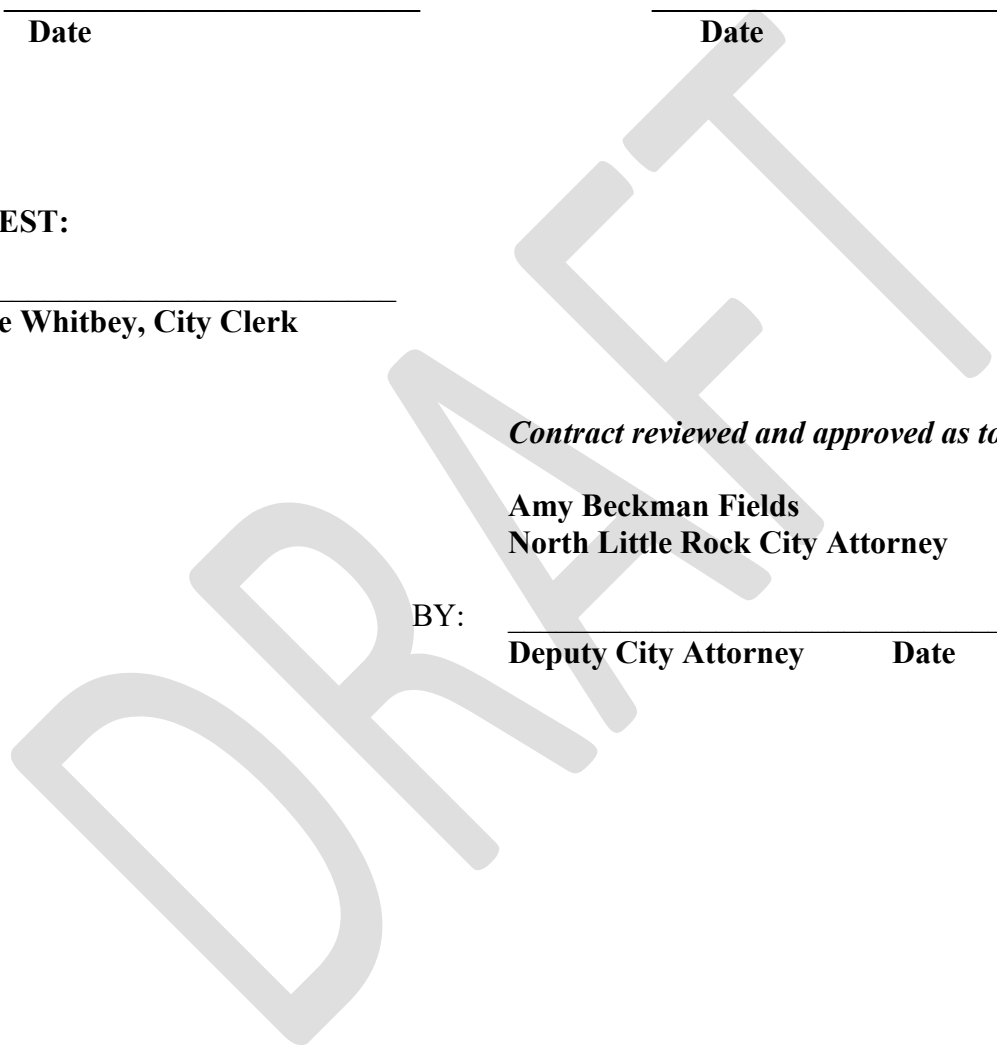 Date Date
EST:
e Whitbey, City Clerk
Contract reviewed and approved as to
Amy Beckman Fields
North Little Rock City Attorney
BY:
Deputy City Attorney Date
DRAFT